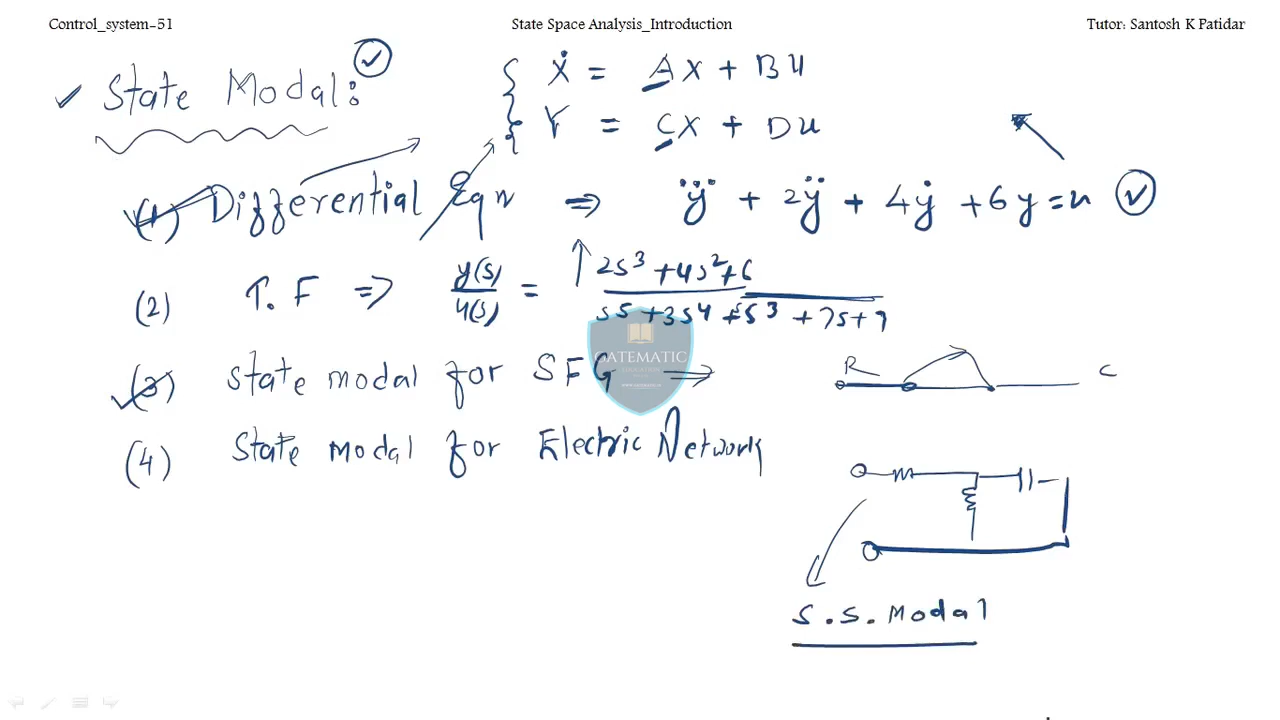 Control_system-51 State Space Analysis_Introduction Tutor: Santosh K Patidar
State Modal: Ẋ = AX + BU
Y = CX + DU
(1) Differential Eqn ⇒ y⃛ + 2ÿ + 4ẏ + 6y = u
(2) T.F ⇒ y(s)/u(s) = 2s³ + 4s² + 6 / s5 + 3s4 + 5s³ + 7s + 9
(3) State modal for SFG → R C
(4) State Modal for Electric Network
GATEMATIC
EDUCATION
S.S. Modal